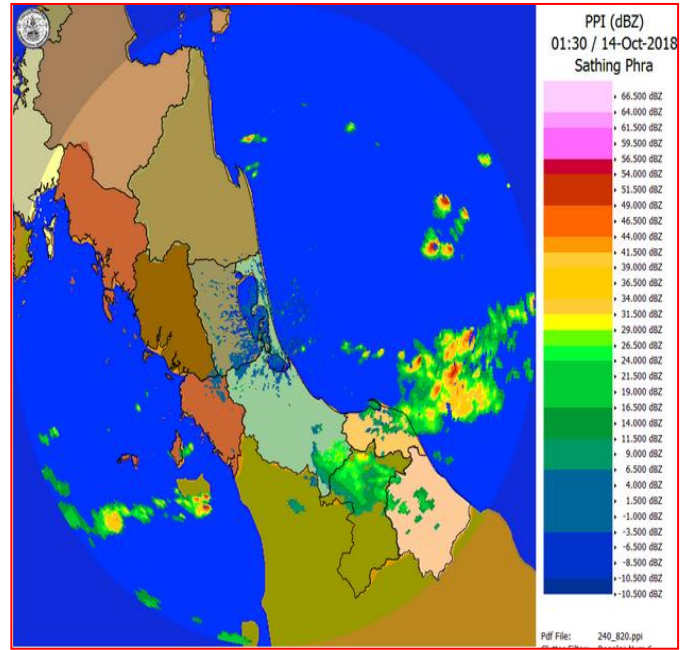 PPI (dBZ)
01:30 / 14-Oct-2018
Sathing Phra
66.500 dBZ
64.000 dBZ
61.500 dBZ
59.500 dBZ
56.500 dBZ
54.000 dBZ
51.500 dBZ
49.000 dBZ
46.500 dBZ
44.000 dBZ
41.500 dBZ
39.000 dBZ
36.500 dBZ
34.000 dBZ
31.500 dBZ
29.000 dBZ
26.500 dBZ
24.000 dBZ
21.500 dBZ
19.000 dBZ
16.500 dBZ
14.000 dBZ
11.500 dBZ
9.000 dBZ
6.500 dBZ
4.000 dBZ
1.500 dBZ
-1.000 dBZ
-3.500 dBZ
-6.500 dBZ
-8.500 dBZ
-10.500 dBZ
-10.500 dBZ
Pdf File: 240_820.ppi